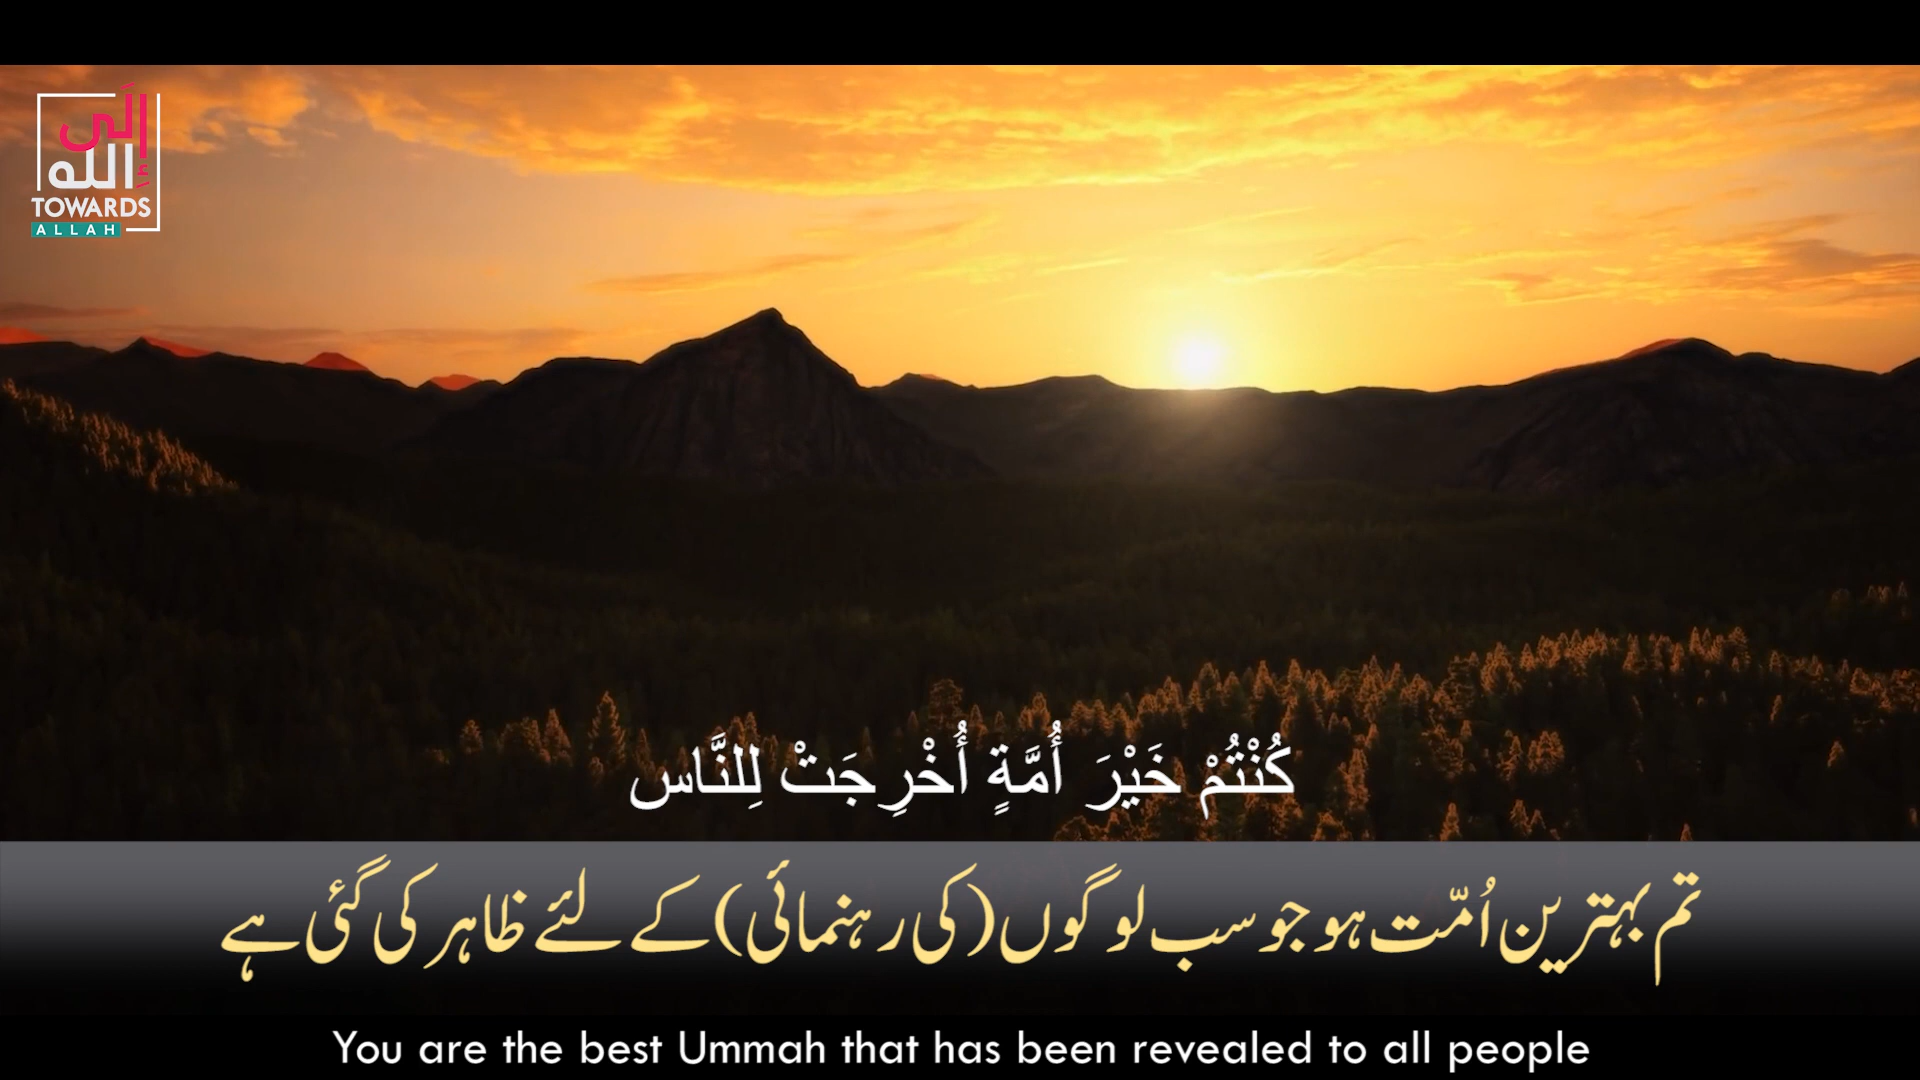 إلَى
الله
TOWARDS
ALLAH
كُنْتُمْ خَيْرَ أُمَّةٍ أُخْرِجَتْ لِلنَّاس
تم بہترین اُمّت ہو جو سب لوگوں (کی رہنمائی) کے لئے ظاہر کی گئی ہے
You are the best Ummah that has been revealed to all people